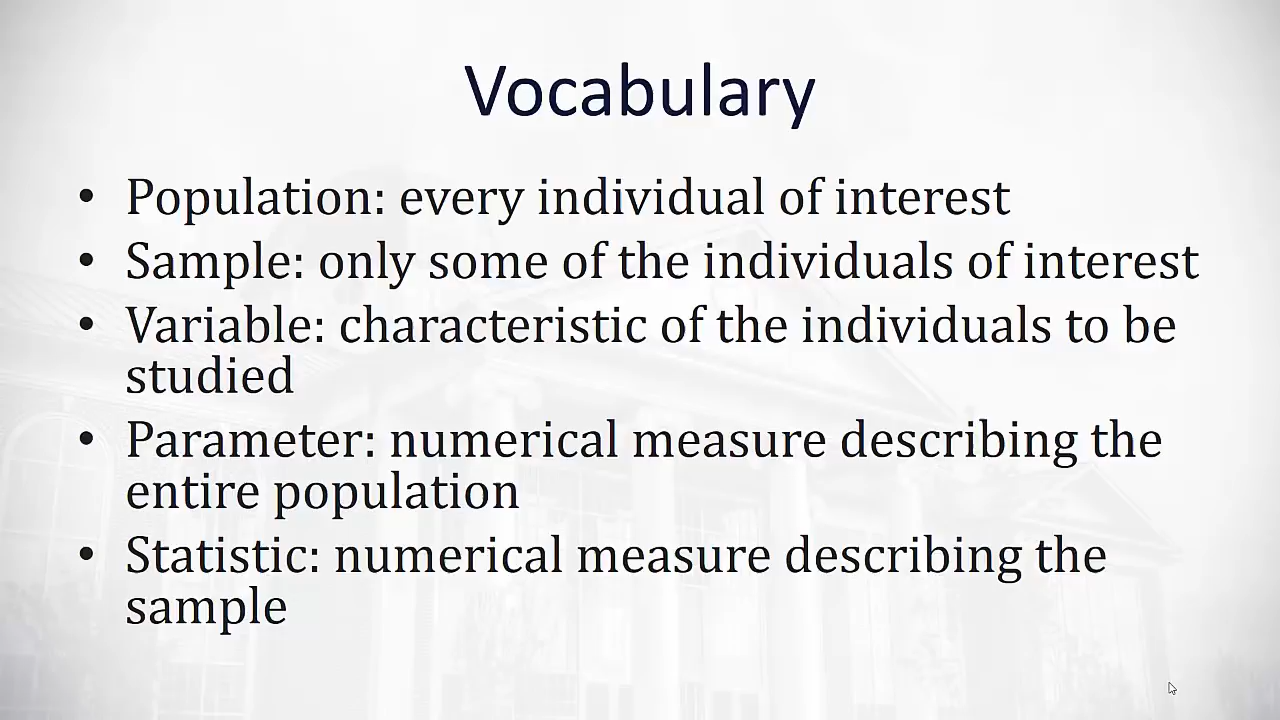 Vocabulary
• Population: every individual of interest
• Sample: only some of the individuals of interest
• Variable: characteristic of the individuals to be
studied
• Parameter: numerical measure describing the
entire population
• Statistic: numerical measure describing the
sample